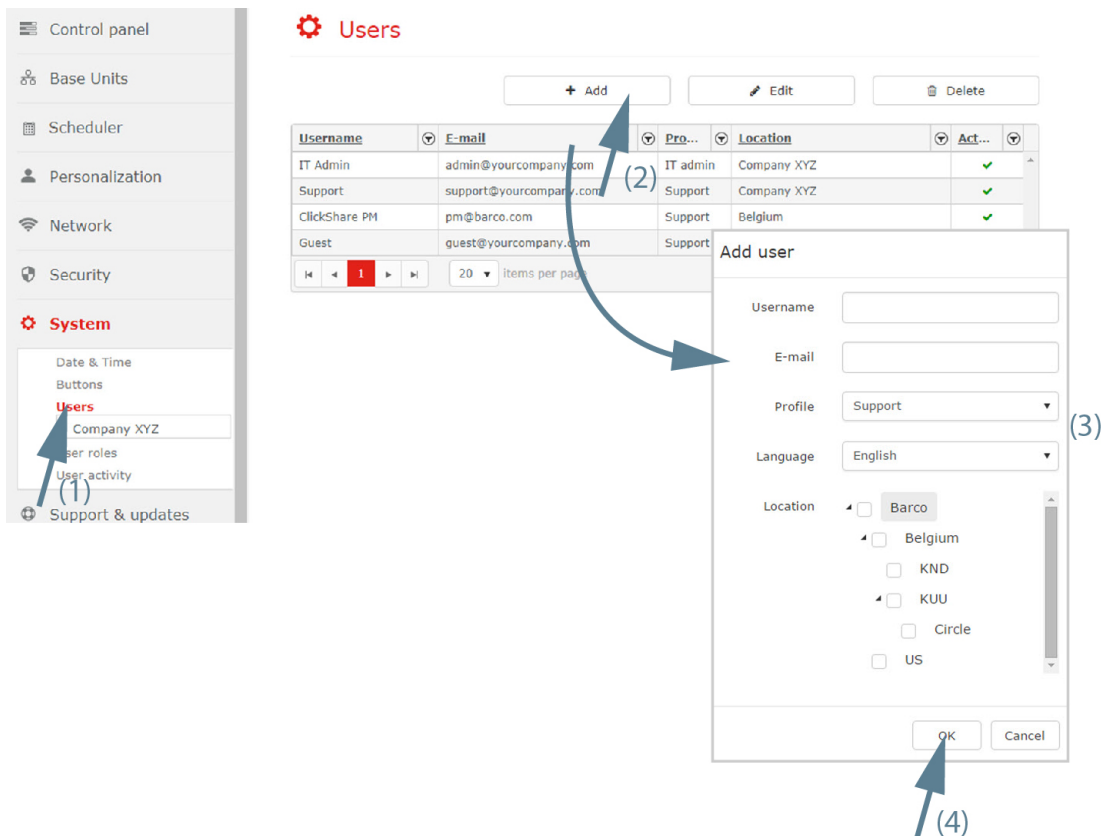 Control panel
Base Units
Scheduler
Personalization
Network
Security
System
Date & Time
Buttons
Users
Company XYZ
User roles
User activity
(1)
Support & updates
Users
+ Add
Edit
Delete
(2)
Username E-mail Pro... Location Act...
IT Admin admin@yourcompany.com IT admin Company XYZ
Support support@yourcompany.com Support Company XYZ
ClickShare PM pm@barco.com Support Belgium
Guest guest@yourcompany.com Support
1 20 items per page
Add user
Username
E-mail
Profile Support
(3)
Language English
Location Barco
Belgium
KND
KUU
Circle
US
OK Cancel
(4)